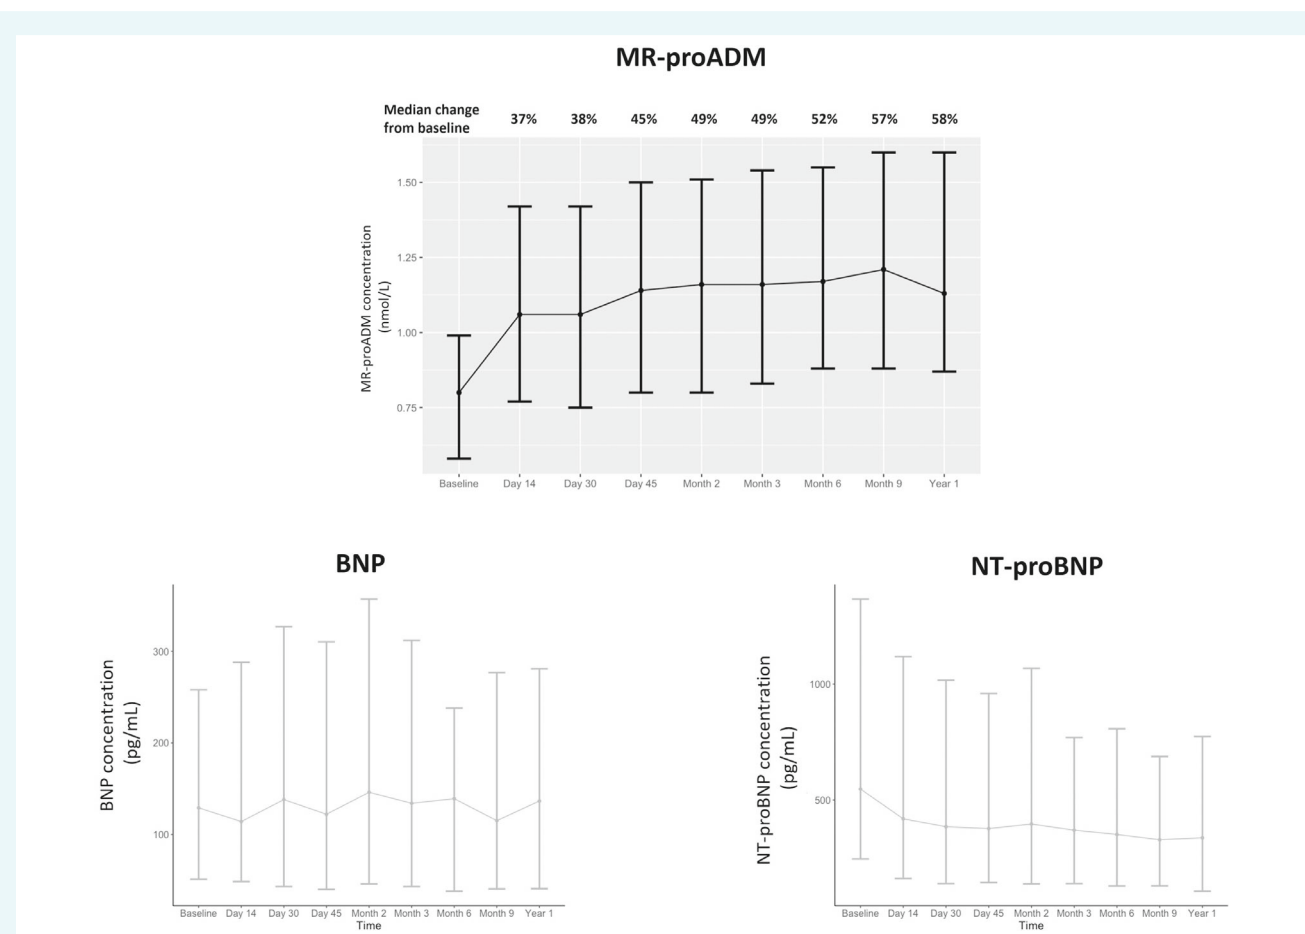 MR-proADM
Median change
from baseline
37% 38% 45% 49% 49% 52% 57% 58%
MR-proADM concentration
(nmol/L)
1.50
1.25
1.00
0.75
Baseline Day 14 Day 30 Day 45 Month 2 Month 3 Month 6 Month 9 Year 1
BNP
BNP concentration
(pg/mL)
300
200
100
Baseline Day 14 Day 30 Day 45 Month 2 Month 3 Month 6 Month 9 Year 1
Time
NT-proBNP
NT-proBNP concentration
(pg/mL)
1000
500
Baseline Day 14 Day 30 Day 45 Month 2 Month 3 Month 6 Month 9 Year 1
Time